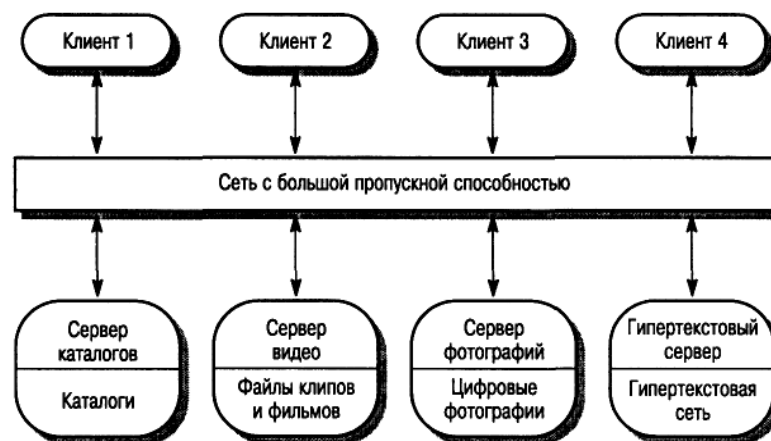 Клиент 1
Клиент 2
Клиент 3
Клиент 4
Сеть с большой пропускной способностью
Сервер
каталогов
Каталоги
Сервер
видео
Файлы клипов
и фильмов
Сервер
фотографий
Цифровые
фотографии
Гипертекстовый
сервер
Гипертекстовая
сеть